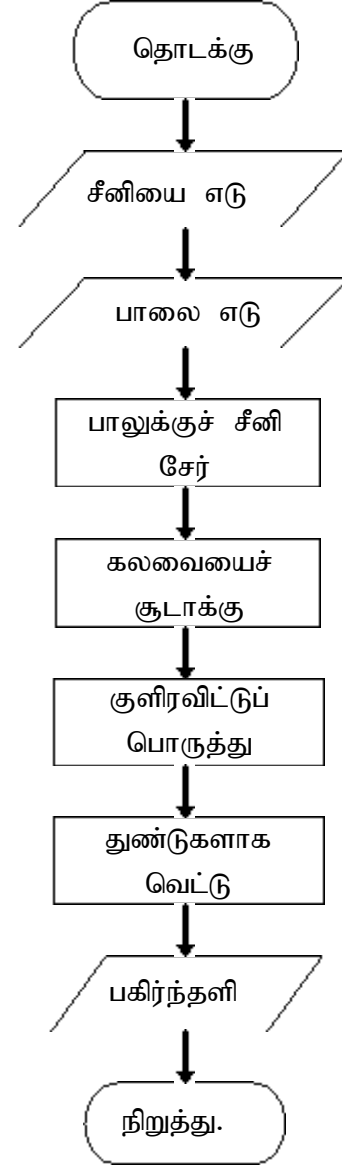 தொடக்கு
சீனியை எடு
பாலை எடு
பாலுக்குச் சீனி
சேர்
கலவையைச்
சூடாக்கு
குளிரவிட்டுப்
பொருத்து
துண்டுகளாக
வெட்டு
பகிர்ந்தளி
நிறுத்து.